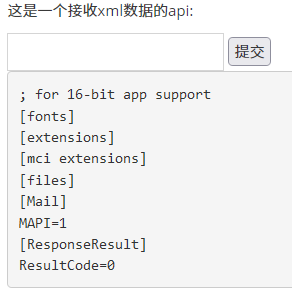 这是一个接收xml数据的api:
提交
; for 16-bit app support
[fonts]
[extensions]
[mci extensions]
[files]
[Mail]
MAPI=1
[ResponseResult]
ResultCode=0